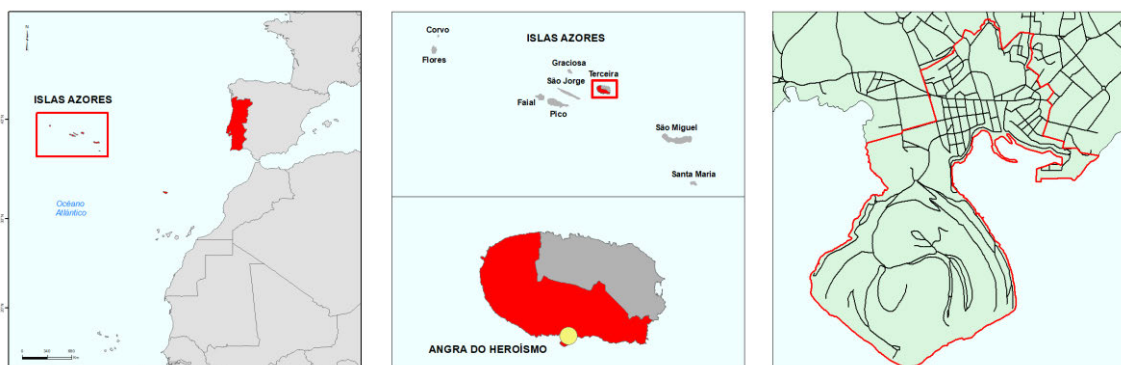 ISLAS AZORES
Océano
Atlántico
Corvo
Flores
ISLAS AZORES
Graciosa
São Jorge
Terceira
Faial
Pico
São Miguel
Santa Maria
ANGRA DO HEROÍSMO